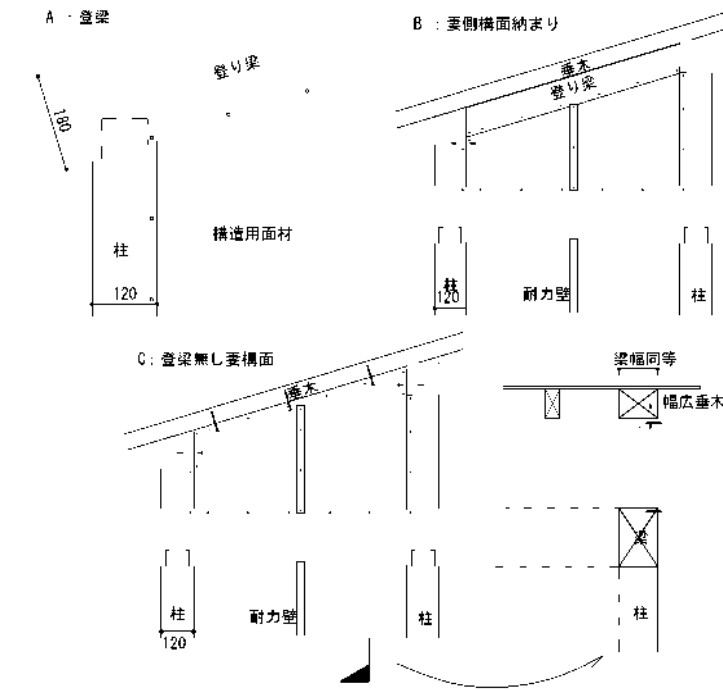 A ・登梁
登り梁
180
柱
120
構造用面材
B ：妻側構面納まり
垂木
登り梁
柱
120
耐力壁
柱
C：登梁無し妻構面
垂木
柱
120
耐力壁
柱
梁幅同等
幅広垂木
梁
柱